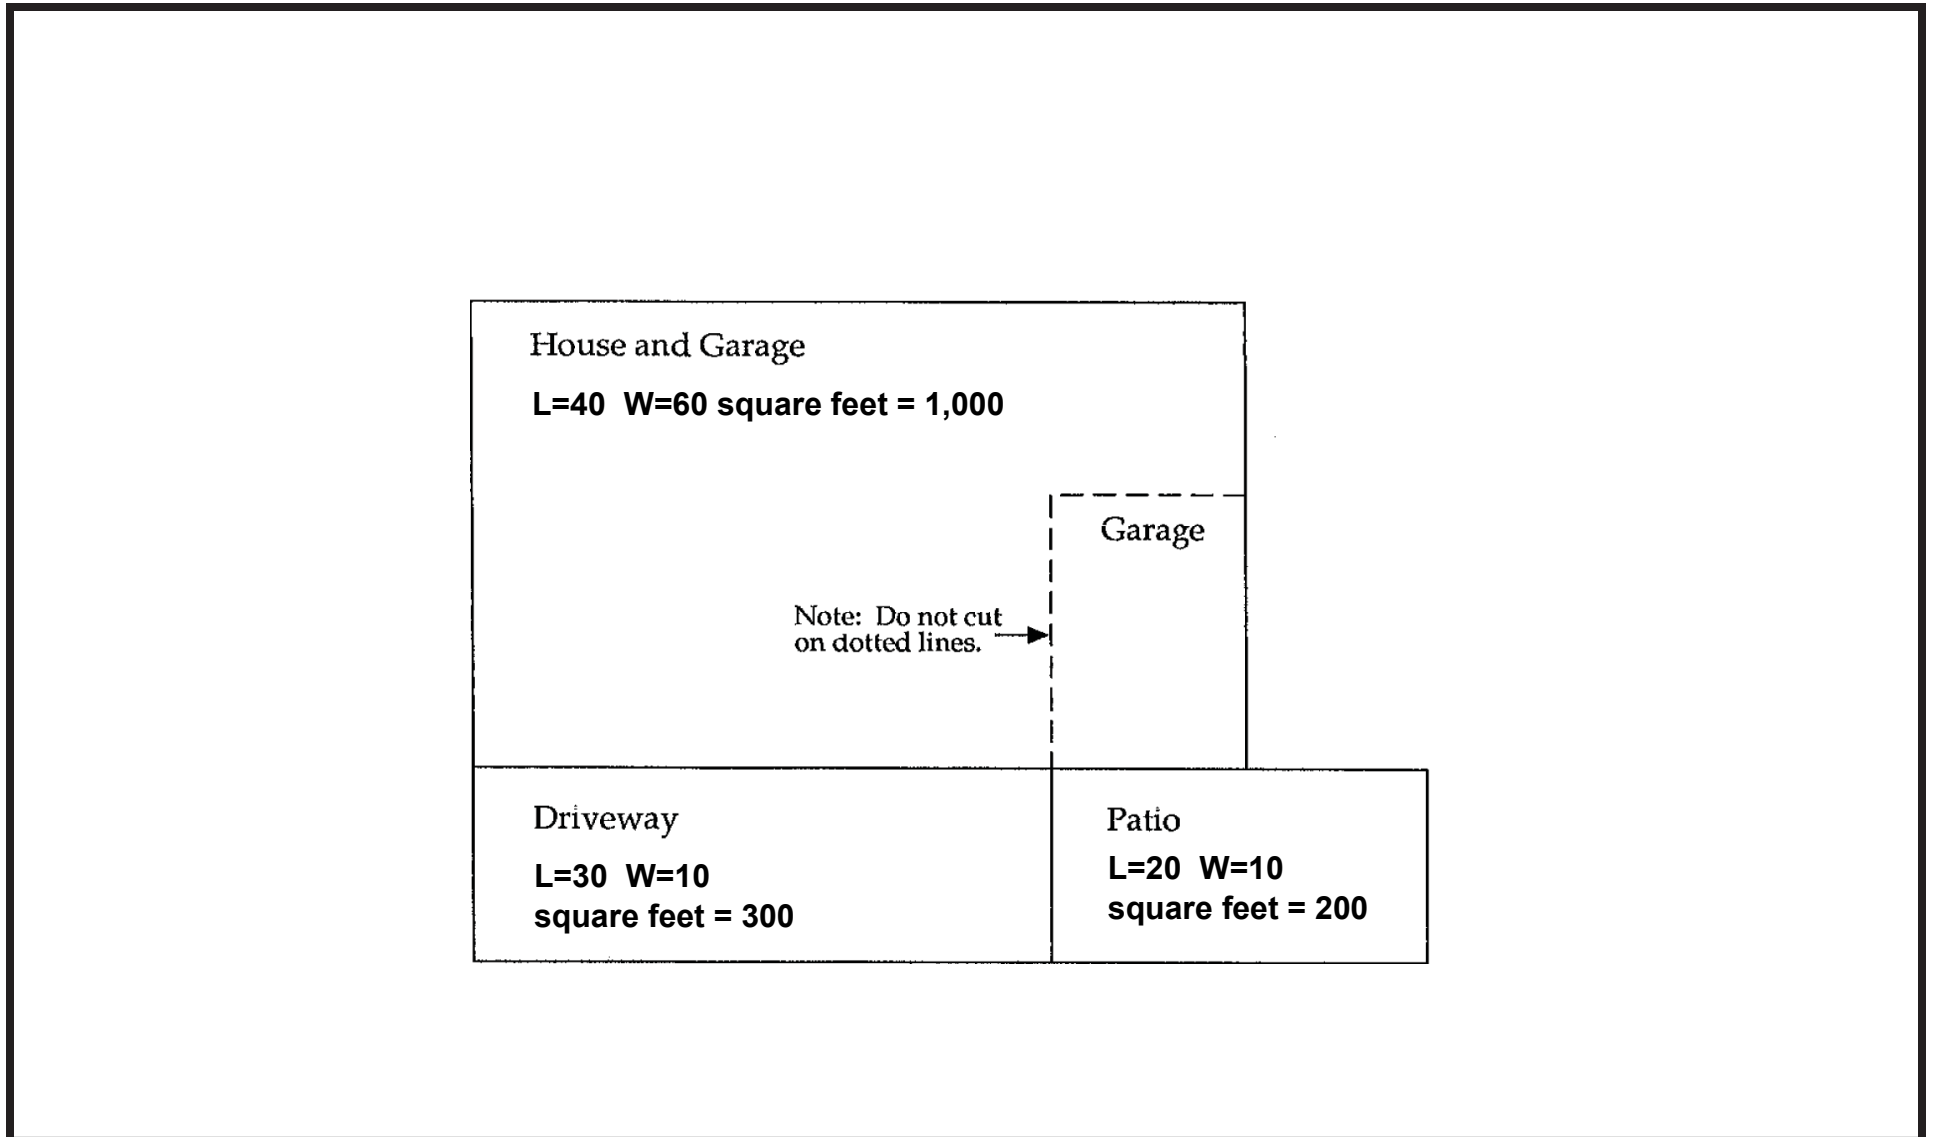 House and Garage
L=40  W=60 square feet = 1,000
Garage
Note:  Do not cut
on dotted lines.
Driveway
L=30  W=10
square feet = 300
Patio
L=20  W=10
square feet = 200